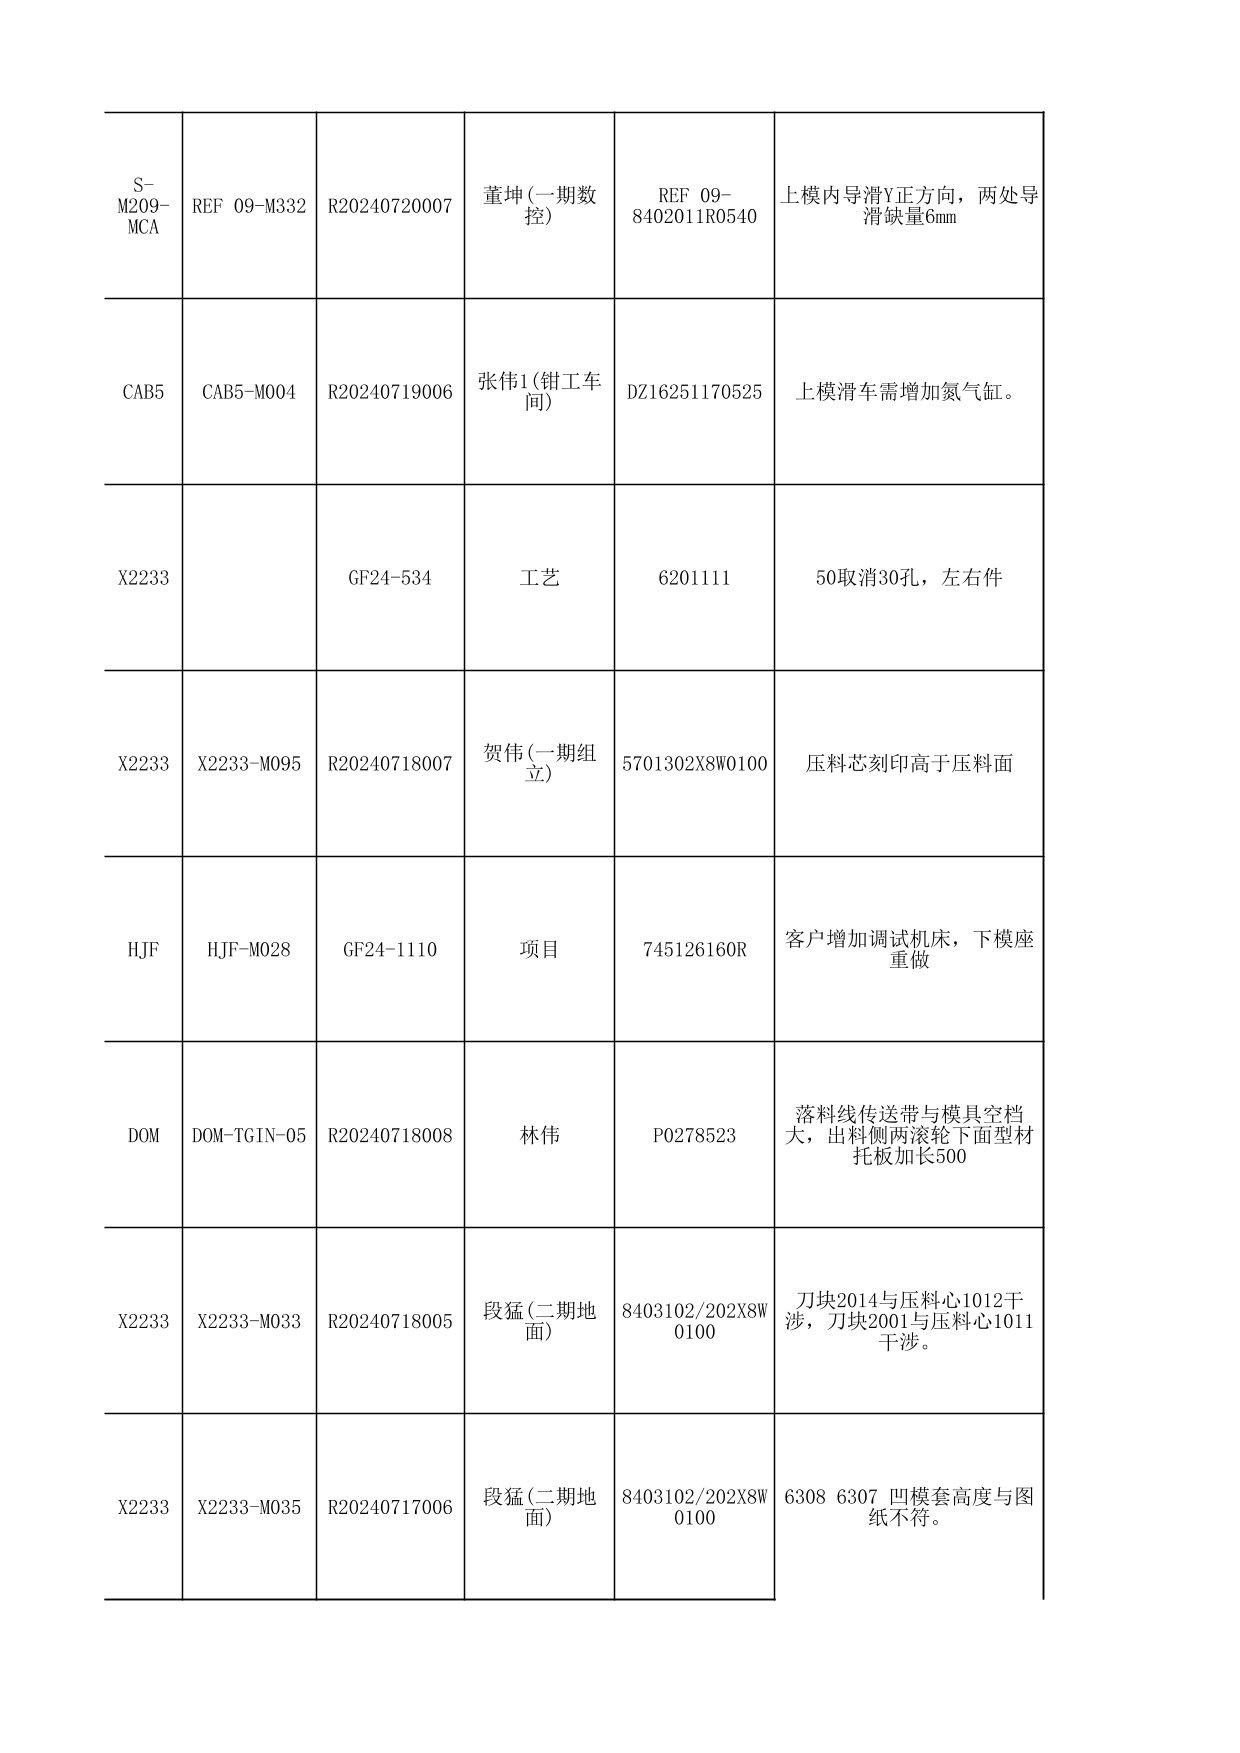 S-
M209-
MCA
REF 09-M332
R20240720007
董坤(一期数
控)
REF 09-
8402011R0540
上模内导滑Y正方向，两处导
滑缺量6mm
CAB5
CAB5-M004
R20240719006
张伟1(钳工车
间)
DZ16251170525
上模滑车需增加氮气缸。
X2233
GF24-534
工艺
6201111
50取消30孔，左右件
X2233
X2233-M095
R20240718007
贺伟(一期组
立)
5701302X8W0100
压料芯刻印高于压料面
HJF
HJF-M028
GF24-1110
项目
745126160R
客户增加调试机床，下模座
重做
DOM
DOM-TGIN-05
R20240718008
林伟
P0278523
落料线传送带与模具空档
大，出料侧两滚轮下面型材
托板加长500
X2233
X2233-M033
R20240718005
段猛(二期地
面)
8403102/202X8W
0100
刀块2014与压料心1012干
涉，刀块2001与压料心1011
干涉。
X2233
X2233-M035
R20240717006
段猛(二期地
面)
8403102/202X8W
0100
6308 6307 凹模套高度与图
纸不符。